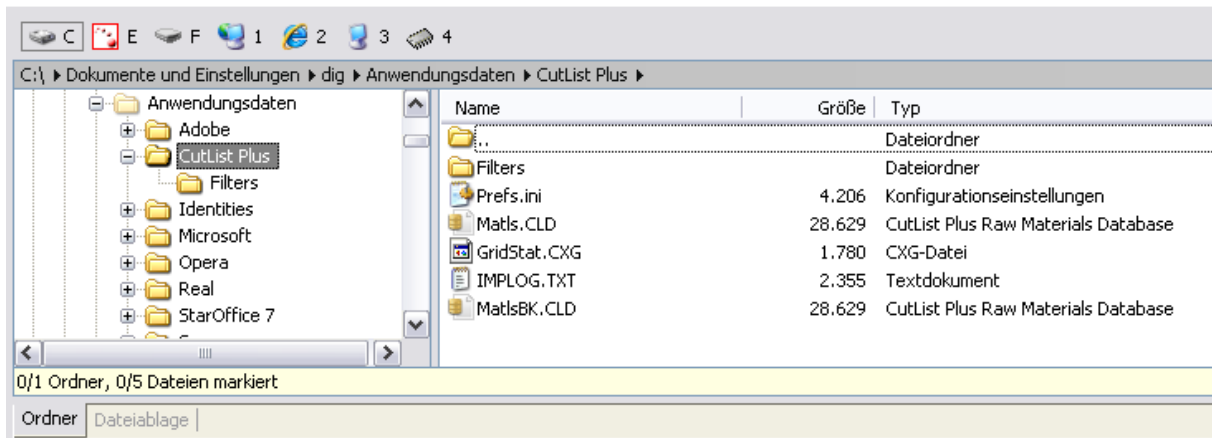 C E F 1 2 3 4
C:\ Dokumente und Einstellungen dig Anwendungsdaten CutList Plus
Anwendungsdaten
Adobe
CutList Plus
Filters
Identities
Microsoft
Opera
Real
StarOffice 7
Name Größe Typ
.. Dateiordner
Filters Dateiordner
Prefs.ini 4.206 Konfigurationseinstellungen
Matls.CLD 28.629 CutList Plus Raw Materials Database
GridStat.CXG 1.780 CXG-Datei
IMPLOG.TXT 2.355 Textdokument
MatlsBK.CLD 28.629 CutList Plus Raw Materials Database
0/1 Ordner, 0/5 Dateien markiert
Ordner Dateiablage